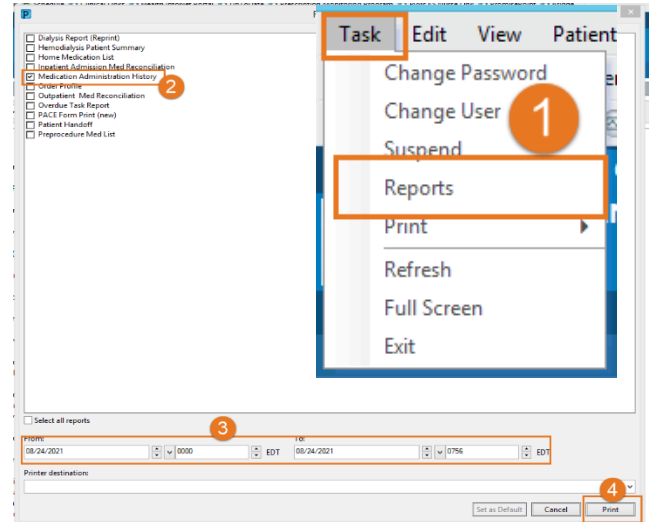 Task Edit View Patient
Change Password
Change User
1
Suspend
Reports
Print
Refresh
Full Screen
Exit
Dialysis Report (Reprint)
Hemodialysis Patient Summary
Home Medication List
Inpatient Admission Med Reconciliation
Medication Administration History
2
Order Profile
Outpatient Med Reconciliation
Overdue Task Report
PACE Form Print (new)
Patient Handoff
Preprocedure Med List
Select all reports
3
From: To:
08/24/2021 0000 EDT 08/24/2021 0756 EDT
Printer destination:
4
Set as Default Cancel Print